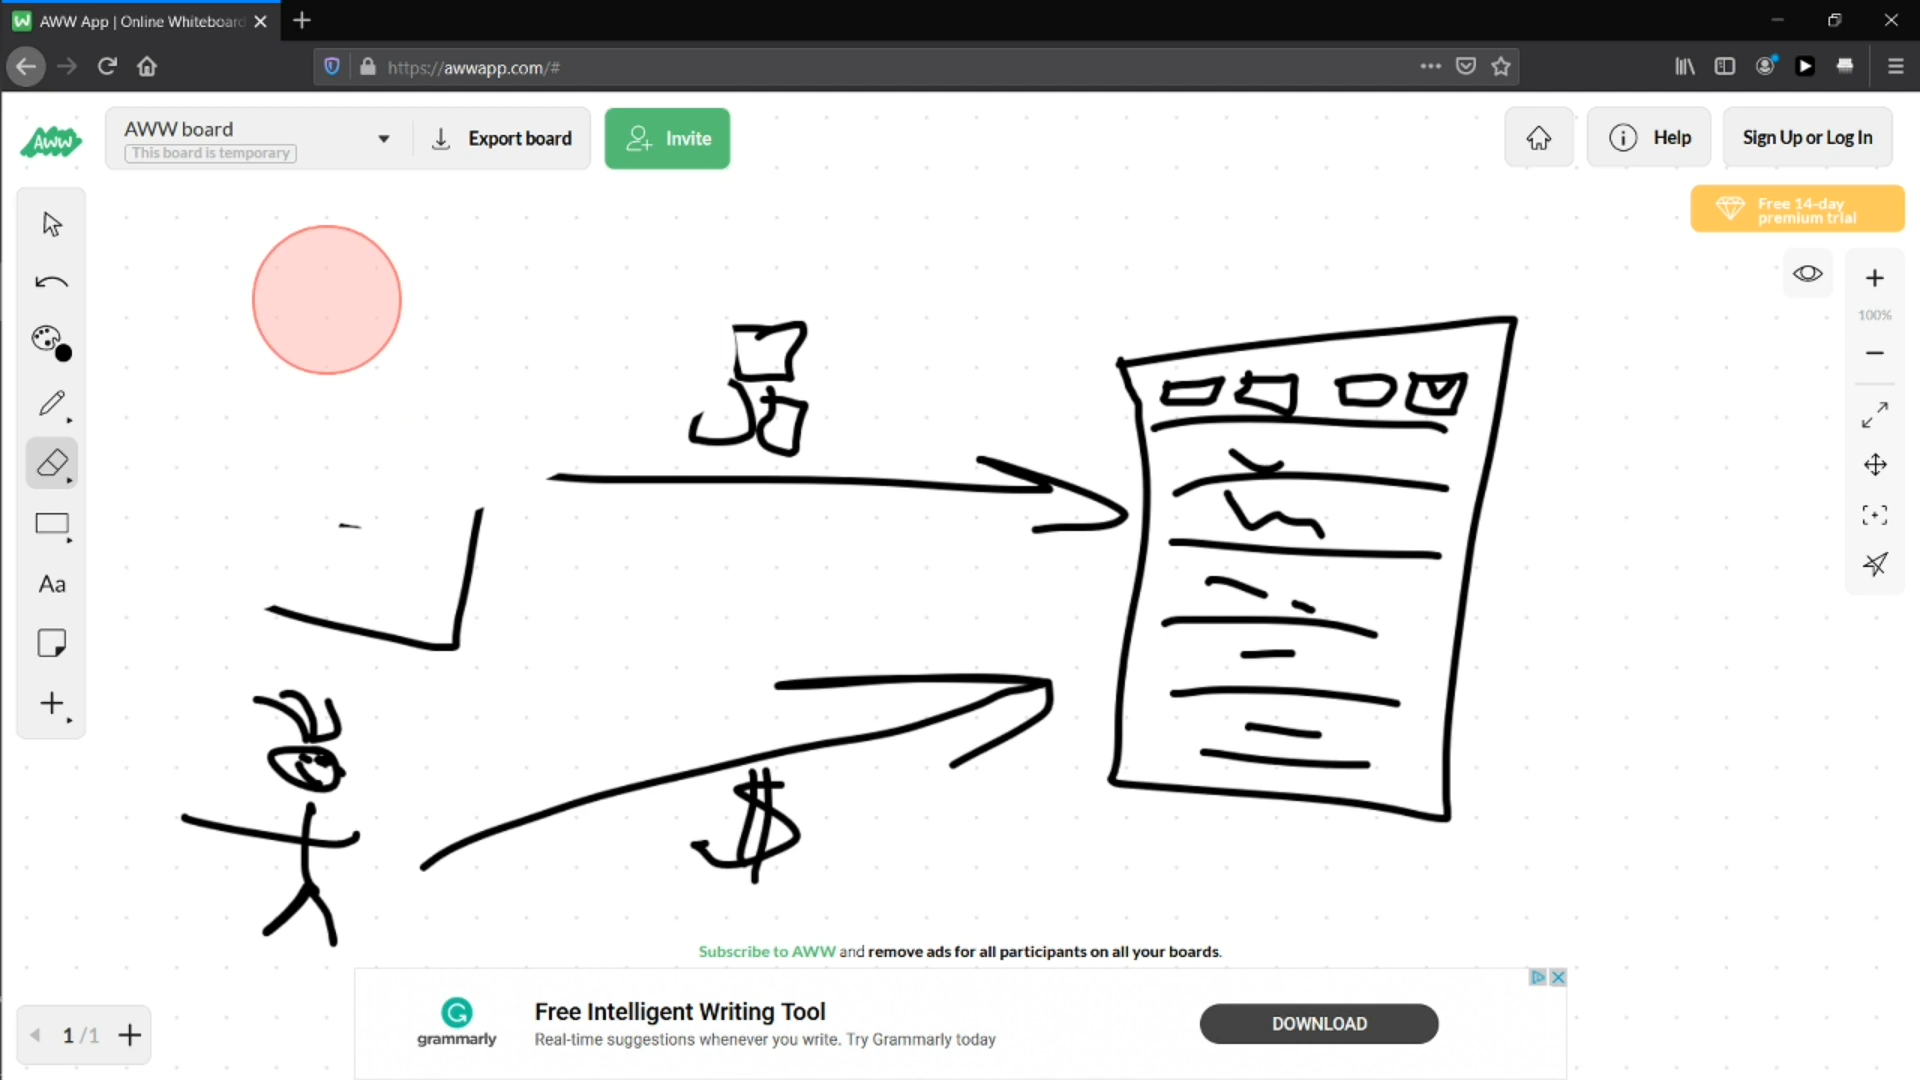 AWW App | Online Whiteboard
https://awwapp.com/#
AWW
AWW board
This board is temporary
Export board
Invite
Help
Sign Up or Log In
Free 14-day
premium trial
100%
Aa
$
Subscribe to AWW and remove ads for all participants on all your boards.
grammarly
Free Intelligent Writing Tool
Real-time suggestions whenever you write. Try Grammarly today
DOWNLOAD
1 /1